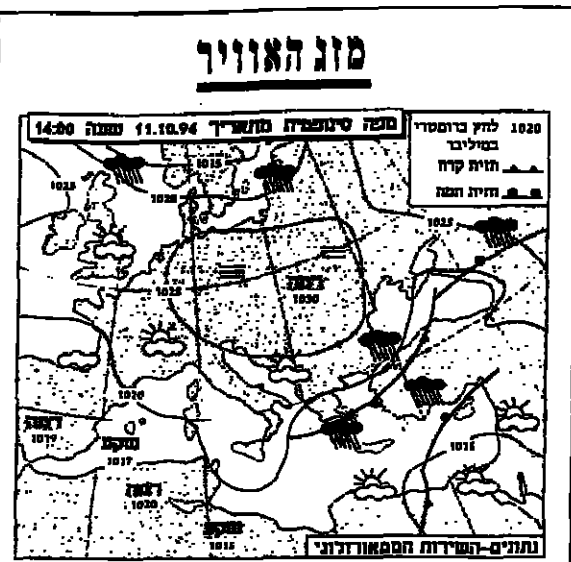 מזג האוויר
מפה סינופטית מתאריך 11.10.94 שעה 14:00
1020 לחץ ברומטרי
במיליבר
חזית קרה
חזית חמה
1015
1025
1020
1025
1025
רמה
1030
1020
רמה
1019
שקע
1017
רמה
1020
שקע
1015
1015
נתונים-השירות המטאורולוגי